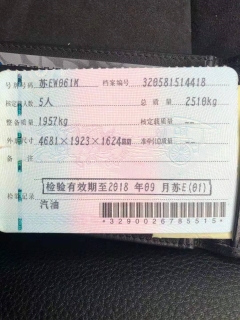 号牌号码 苏EW061M 档案编号 320581514418
核定载人数 5人 总 质 量 2510kg
整备质量 1957kg 核定载质量 --
外廓尺寸 4681×1923×1624mm 准牵引总质量 --
备 注
检验有效期至2018 年09 月苏E(01)
检验记录
汽油
*3290026785515*